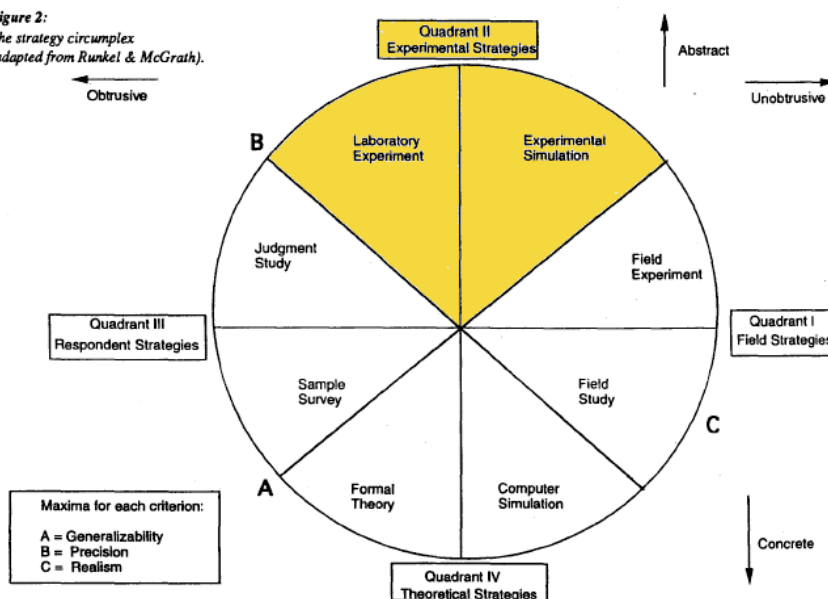 igure 2:
he strategy circumplex
adapted from Runkel & McGrath).
Obtrusive
Quadrant II
Experimental Strategies
Abstract
Unobtrusive
B
Laboratory
Experiment
Experimental
Simulation
Judgment
Study
Field
Experiment
Quadrant III
Respondent Strategies
Quadrant I
Field Strategies
Sample
Survey
Field
Study
C
A
Formal
Theory
Computer
Simulation
Maxima for each criterion:
A = Generalizability
B = Precision
C = Realism
Concrete
Quadrant IV
Theoretical Strategies